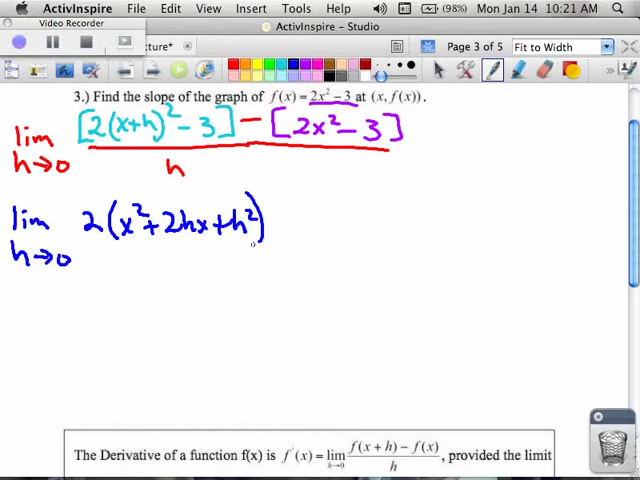 ActivInspire File Edit View Insert Tools Help (98%) Mon Jan 14 10:21 AM
Video Recorder
ActivInspire - Studio
ture*
Page 3 of 5
Fit to Width
3.) Find the slope of the graph of f(x) = 2x² − 3 at (x, f(x)).
lim h→0 [2(x+h)² − 3] − [2x² − 3]
h
lim h→0 2(x² + 2hx + h²)
The Derivative of a function f(x) is f'(x) = lim h→0 f(x+h) − f(x) / h, provided the limit